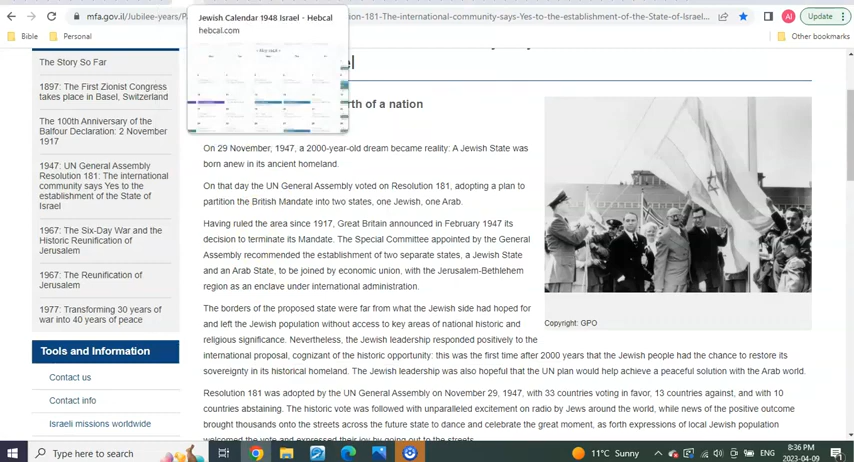 mfa.gov.il/Jubilee-years/P
ion-181-The-international-community-says-Yes-to-the-establishment-of-the-State-of-Israel...
AI
Update
Bible
Personal
Other bookmarks
Jewish Calendar 1948 Israel - Hebcal
hebcal.com
el
rth of a nation
The Story So Far
1897: The First Zionist Congress
takes place in Basel, Switzerland
The 100th Anniversary of the
Balfour Declaration: 2 November
1917
1947: UN General Assembly
Resolution 181: The international
community says Yes to the
establishment of the State of
Israel
1967: The Six-Day War and the
Historic Reunification of
Jerusalem
1967: The Reunification of
Jerusalem
1977: Transforming 30 years of
war into 40 years of peace
Tools and Information
Contact us
Contact info
Israeli missions worldwide
On 29 November, 1947, a 2000-year-old dream became reality: A Jewish State was
born anew in its ancient homeland.
On that day the UN General Assembly voted on Resolution 181, adopting a plan to
partition the British Mandate into two states, one Jewish, one Arab.
Having ruled the area since 1917, Great Britain announced in February 1947 its
decision to terminate its Mandate. The Special Committee appointed by the General
Assembly recommended the establishment of two separate states, a Jewish State
and an Arab State, to be joined by economic union, with the Jerusalem-Bethlehem
region as an enclave under international administration.
The borders of the proposed state were far from what the Jewish side had hoped for
and left the Jewish population without access to key areas of national historic and
religious significance. Nevertheless, the Jewish leadership responded positively to the
international proposal, cognizant of the historic opportunity: this was the first time after 2000 years that the Jewish people had the chance to restore its
sovereignty in its historical homeland. The Jewish leadership was also hopeful that the UN plan would help achieve a peaceful solution with the Arab world.
Resolution 181 was adopted by the UN General Assembly on November 29, 1947, with 33 countries voting in favor, 13 countries against, and with 10
countries abstaining. The historic vote was followed with unparalleled excitement on radio by Jews around the world, while news of the positive outcome
brought thousands onto the streets across the future state to dance and celebrate the great moment, as forth expressions of local Jewish population
welcomed the vote and expressed their joy by going out to the streets.
Copyright: GPO
Type here to search
11°C Sunny
ENG
8:36 PM
2023-04-09